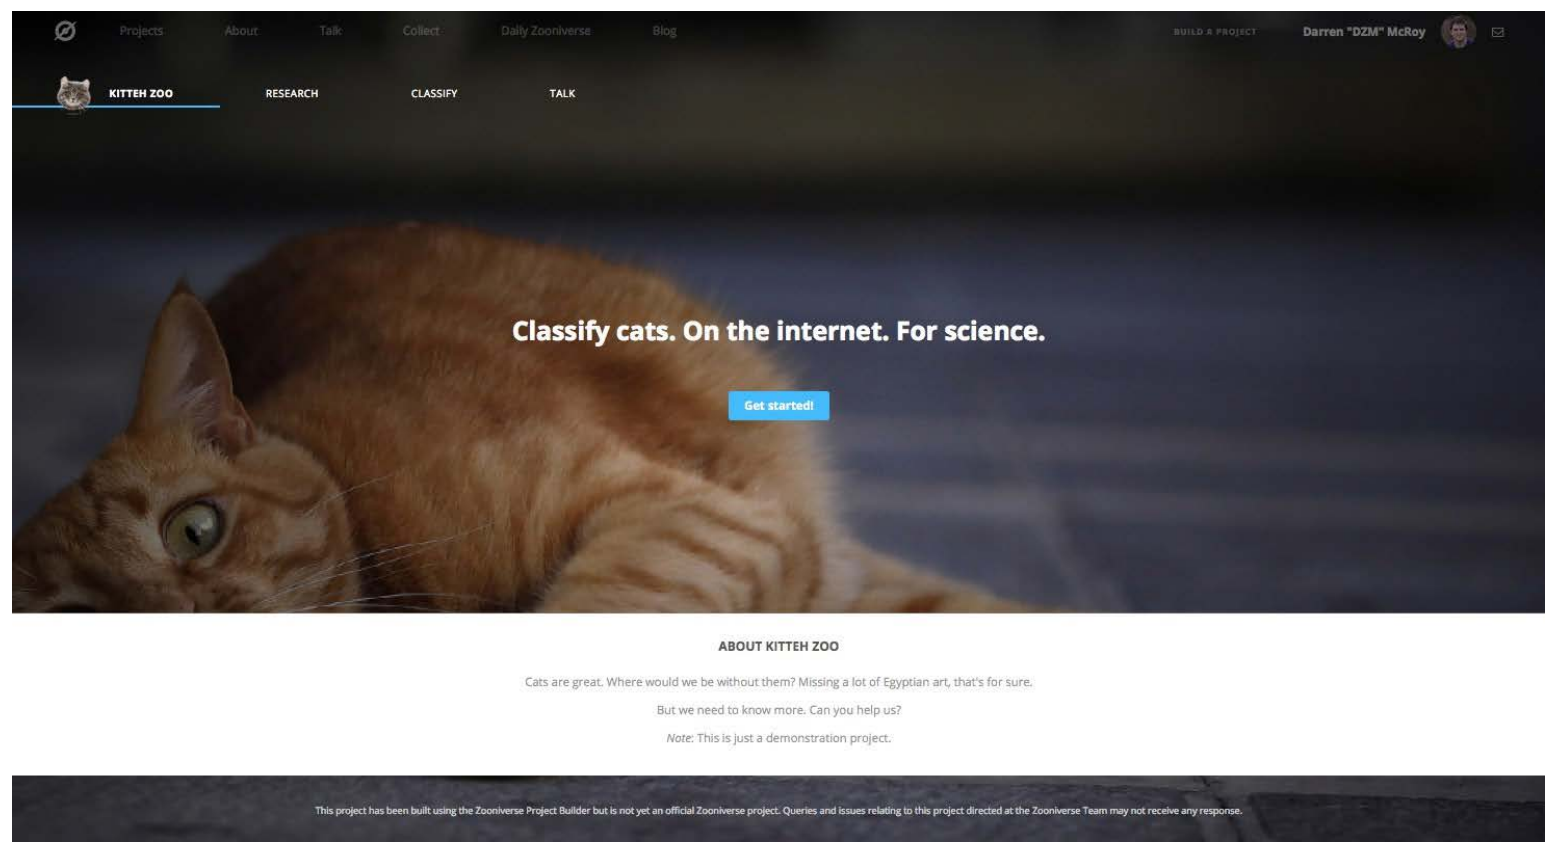 Projects About Talk Collect Daily Zooniverse Blog BUILD A PROJECT Darren "DZM" McRoy
KITTEH ZOO RESEARCH CLASSIFY TALK
Classify cats. On the internet. For science.
Get started!
ABOUT KITTEH ZOO
Cats are great. Where would we be without them? Missing a lot of Egyptian art, that's for sure.
But we need to know more. Can you help us?
Note: This is just a demonstration project.
This project has been built using the Zooniverse Project Builder but is not yet an official Zooniverse project. Queries and issues relating to this project directed at the Zooniverse Team may not receive any response.